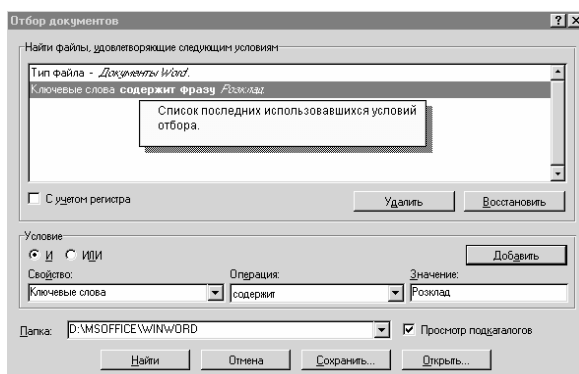 Отбор документов
Найти файлы, удовлетворяющие следующим условиям
Тип файла - Документы Word.
Ключевые слова содержит фразу Розклад.
Список последних использовавшихся условий
отбора.
С учетом регистра
Удалить
Восстановить
Условие
И ИЛИ
Добавить
Свойство: Операция: Значение:
Ключевые слова содержит Розклад
Папка: D:\MSOFFICE\WINWORD Просмотр подкаталогов
Найти Отмена Сохранить... Открыть...